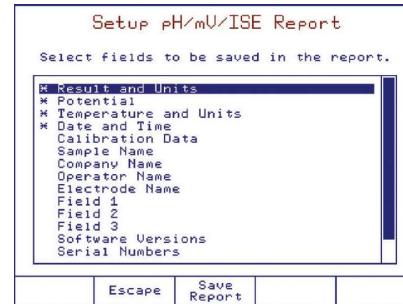 Setup pH/mV/ISE Report
Select fields to be saved in the report.
* Result and Units
* Potential
* Temperature and Units
* Date and Time
Calibration Data
Sample Name
Company Name
Operator Name
Electrode Name
Field 1
Field 2
Field 3
Software Versions
Serial Numbers
Escape
Save
Report